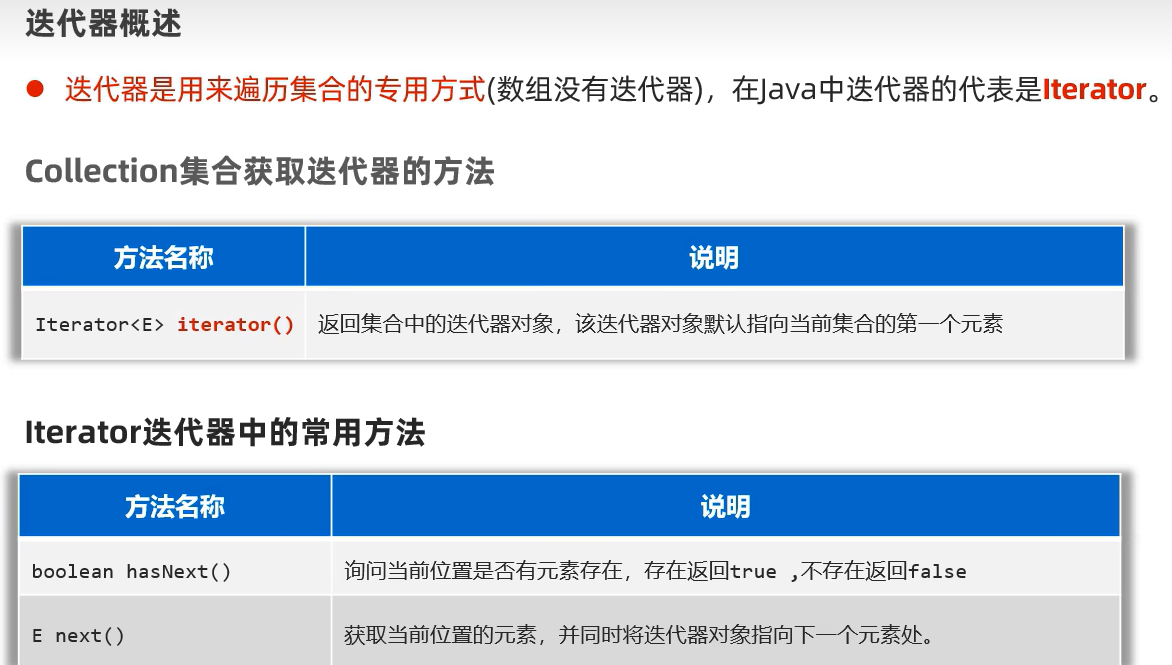 迭代器概述
迭代器是用来遍历集合的专用方式(数组没有迭代器)，在Java中迭代器的代表是Iterator。
Collection集合获取迭代器的方法
方法名称 说明
Iterator<E> iterator() 返回集合中的迭代器对象，该迭代器对象默认指向当前集合的第一个元素
Iterator迭代器中的常用方法
方法名称 说明
boolean hasNext() 询问当前位置是否有元素存在，存在返回true ,不存在返回false
E next() 获取当前位置的元素，并同时将迭代器对象指向下一个元素处。